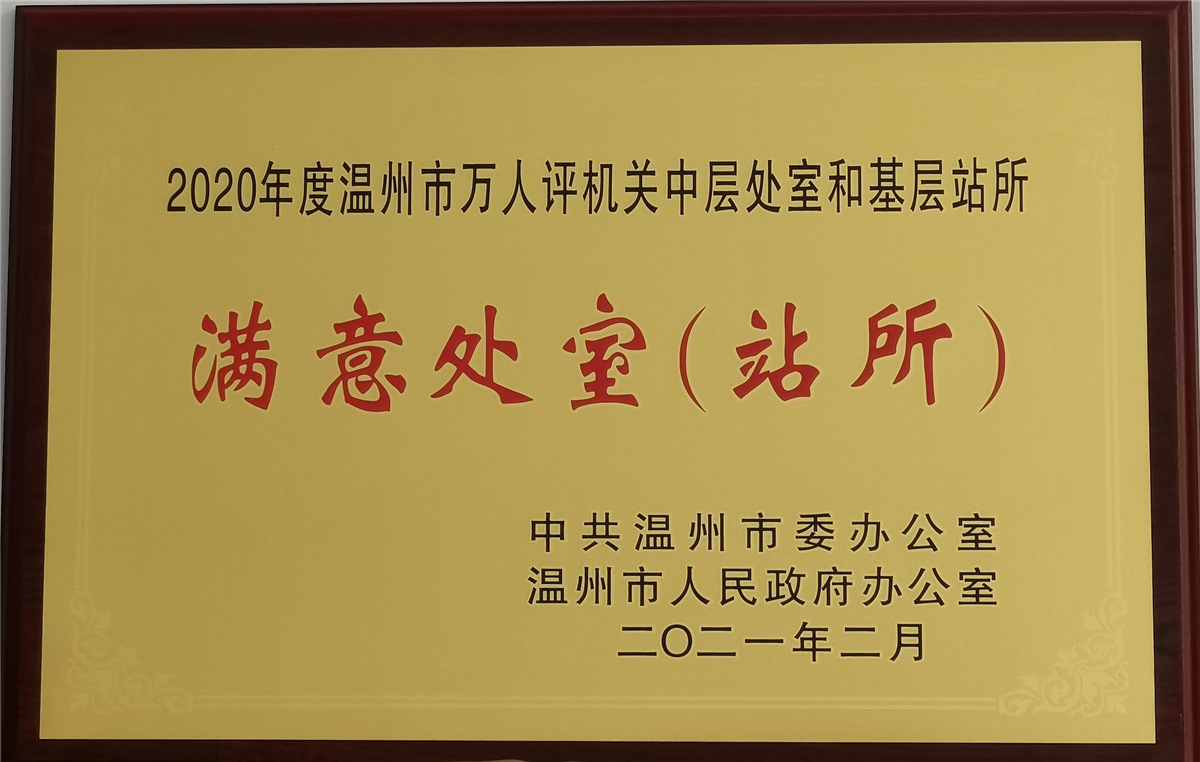 2020年度温州市万人评机关中层处室和基层站所
满意处室(站所)
中共温州市委办公室
温州市人民政府办公室
二〇二一年二月